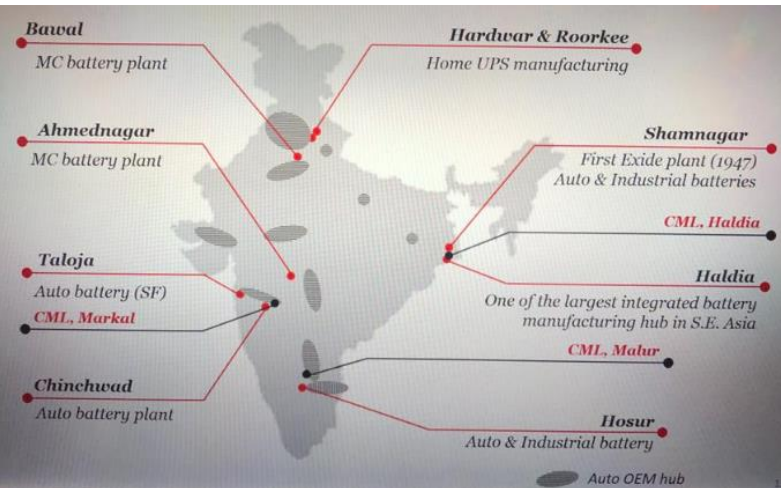 Bawal
MC battery plant
Hardwar & Roorkee
Home UPS manufacturing
Ahmednagar
MC battery plant
Shamnagar
First Exide plant (1947)
Auto & Industrial batteries
CML, Haldia
Taloja
Auto battery (SF)
CML, Markal
Haldia
One of the largest integrated battery
manufacturing hub in S.E. Asia
CML, Malur
Chinchwad
Auto battery plant
Hosur
Auto & Industrial battery
Auto OEM hub